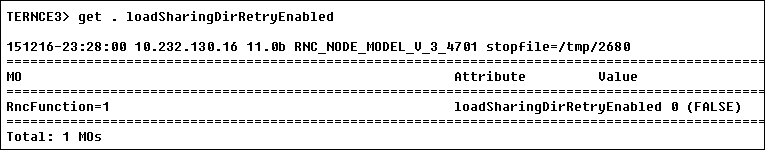 TERNCE3> get . loadSharingDirRetryEnabled
151216-23:28:00 10.232.130.16 11.0b RNC_NODE_MODEL_V_3_4701 stopfile=/tmp/2680
=================================================================================================
MO                                                              Attribute         Value
=================================================================================================
RncFunction=1                                                   loadSharingDirRetryEnabled 0 (FALSE)
=================================================================================================
Total: 1 MOs